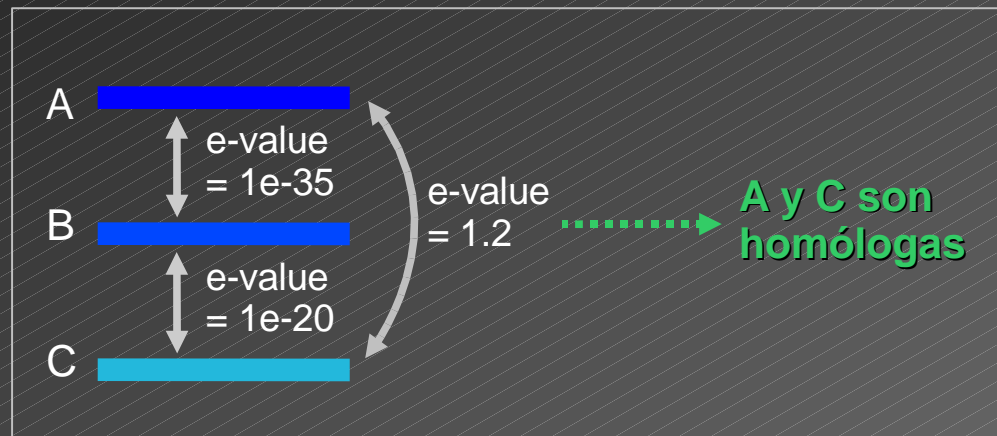 A
e-value
= 1e-35
B
e-value
= 1e-20
C
e-value
= 1.2
A y C son
homólogas